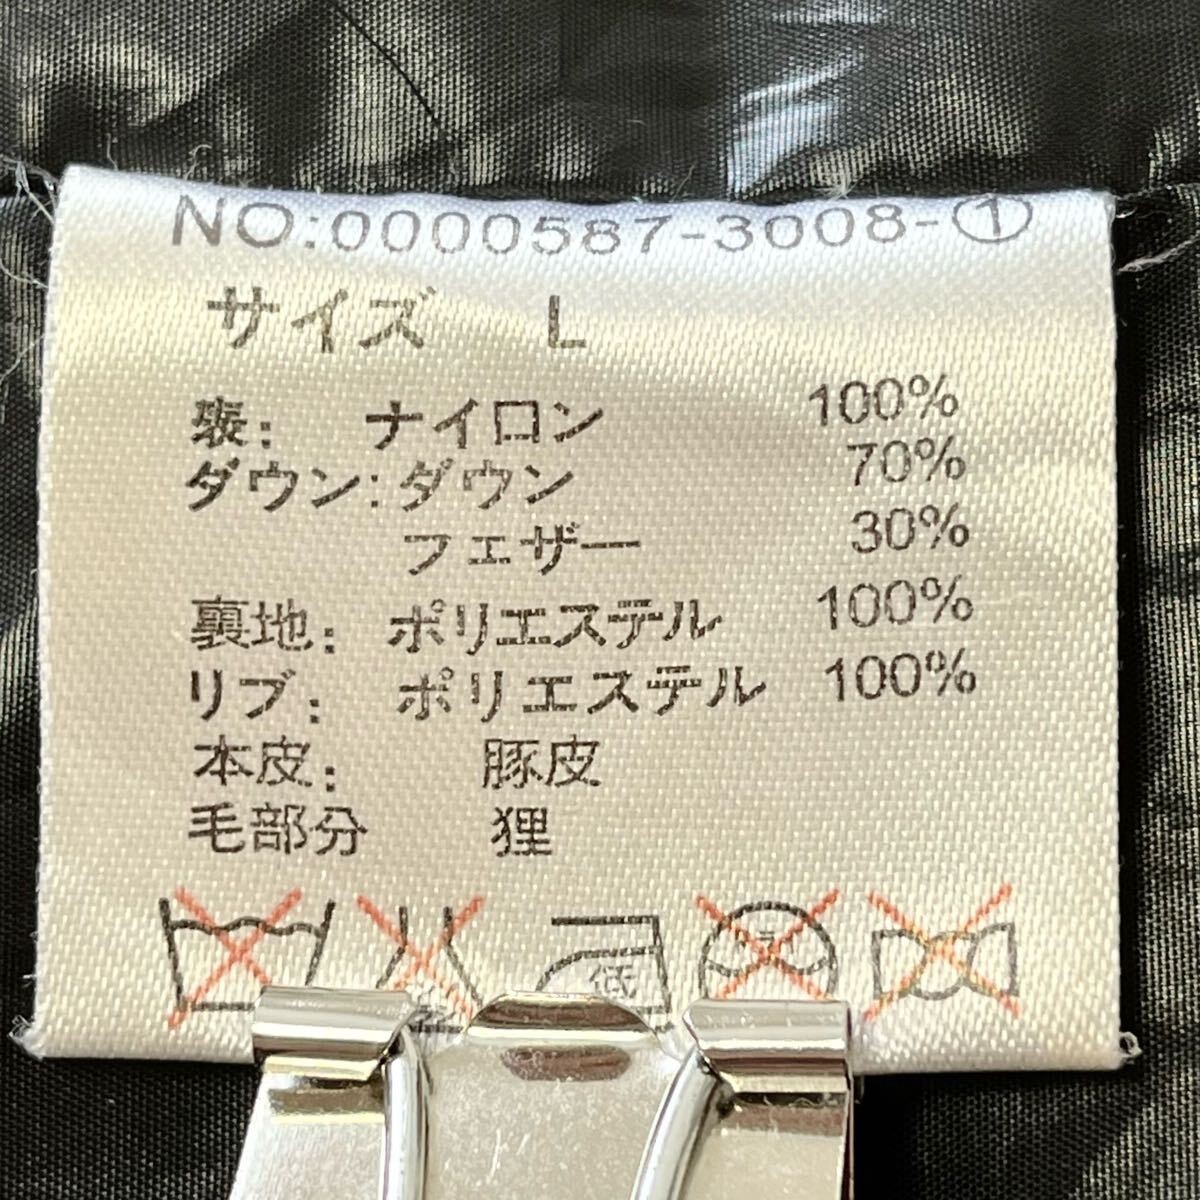 NO:0000587-3008-①
サイズ L
表: ナイロン 100%
ダウン:ダウン 70%
フェザー 30%
裏地: ポリエステル 100%
リブ: ポリエステル 100%
本皮: 豚皮
毛部分 狸
低